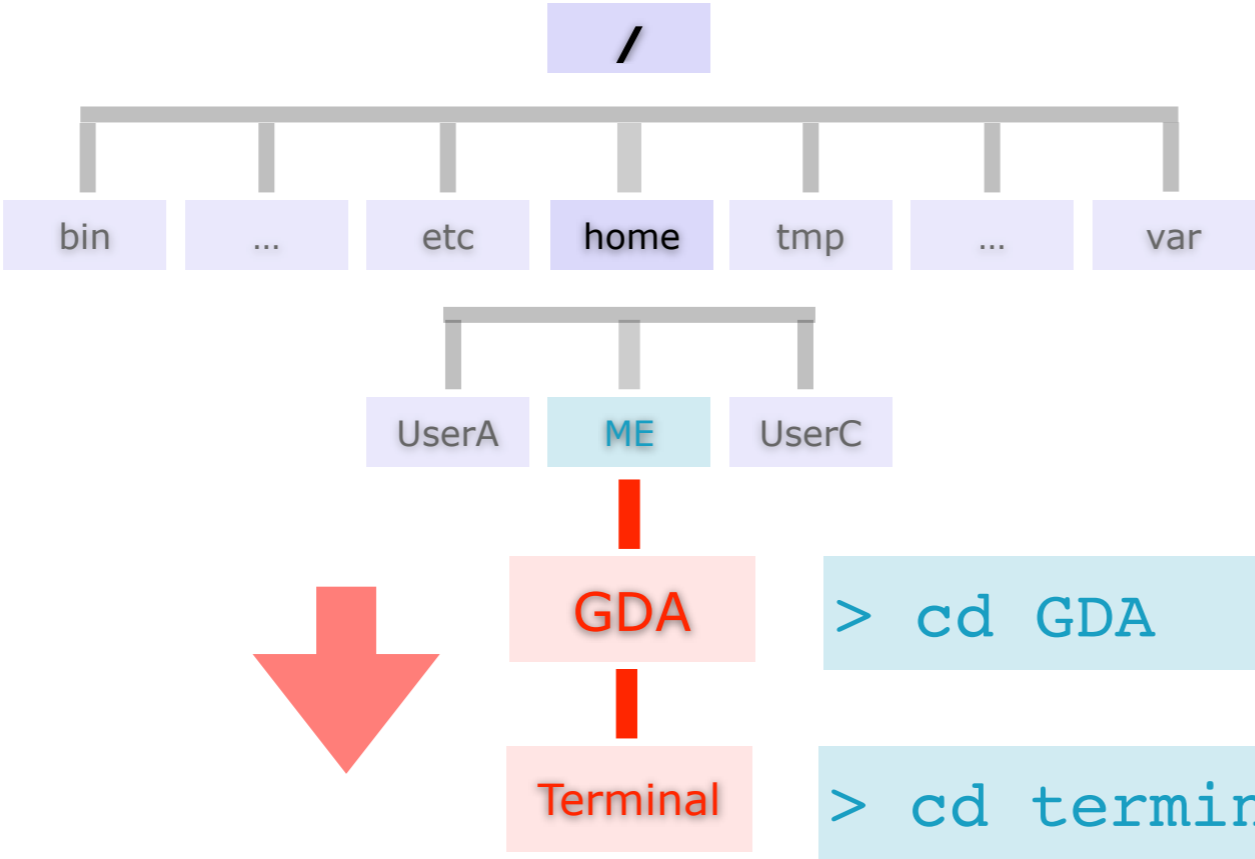 /
bin … etc home tmp … var
UserA ME UserC
GDA
> cd GDA
Terminal
> cd termin